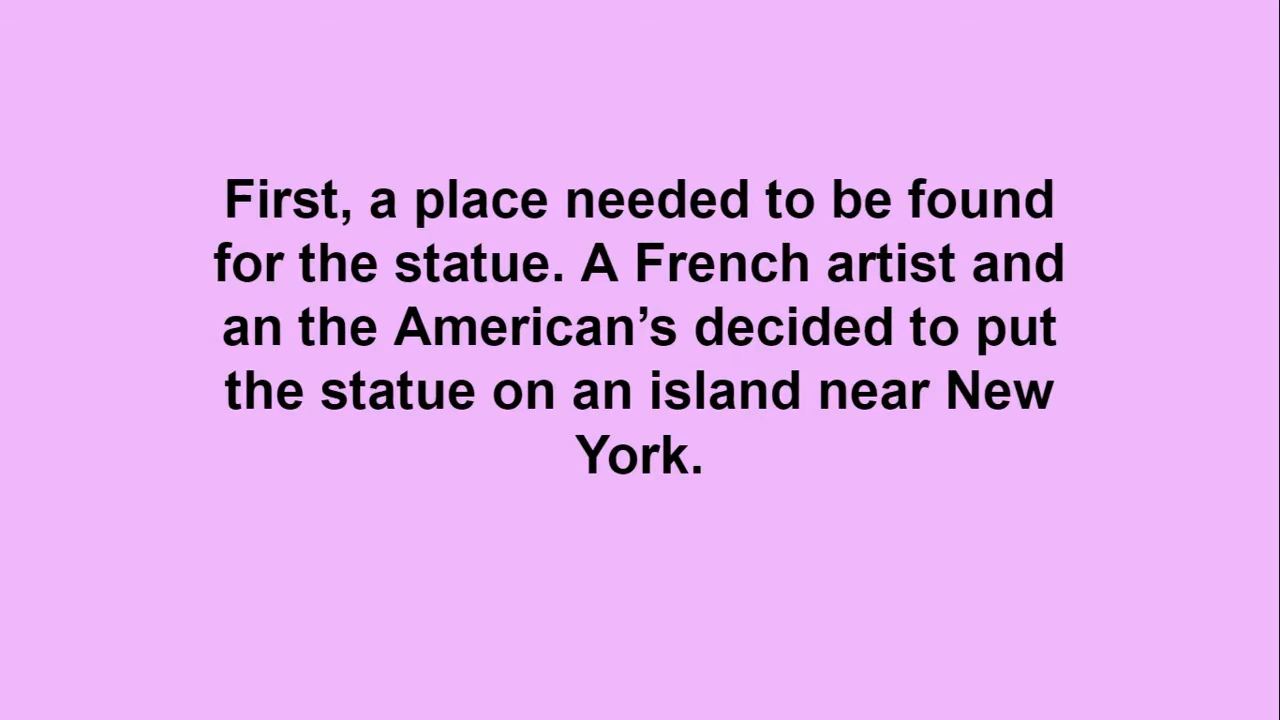 First, a place needed to be found
for the statue. A French artist and
an the American’s decided to put
the statue on an island near New
York.